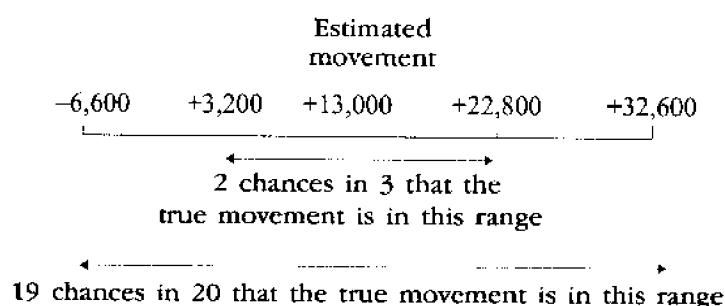 Estimated
movement
–6,600 +3,200 +13,000 +22,800 +32,600
2 chances in 3 that the
true movement is in this range
19 chances in 20 that the true movement is in this range